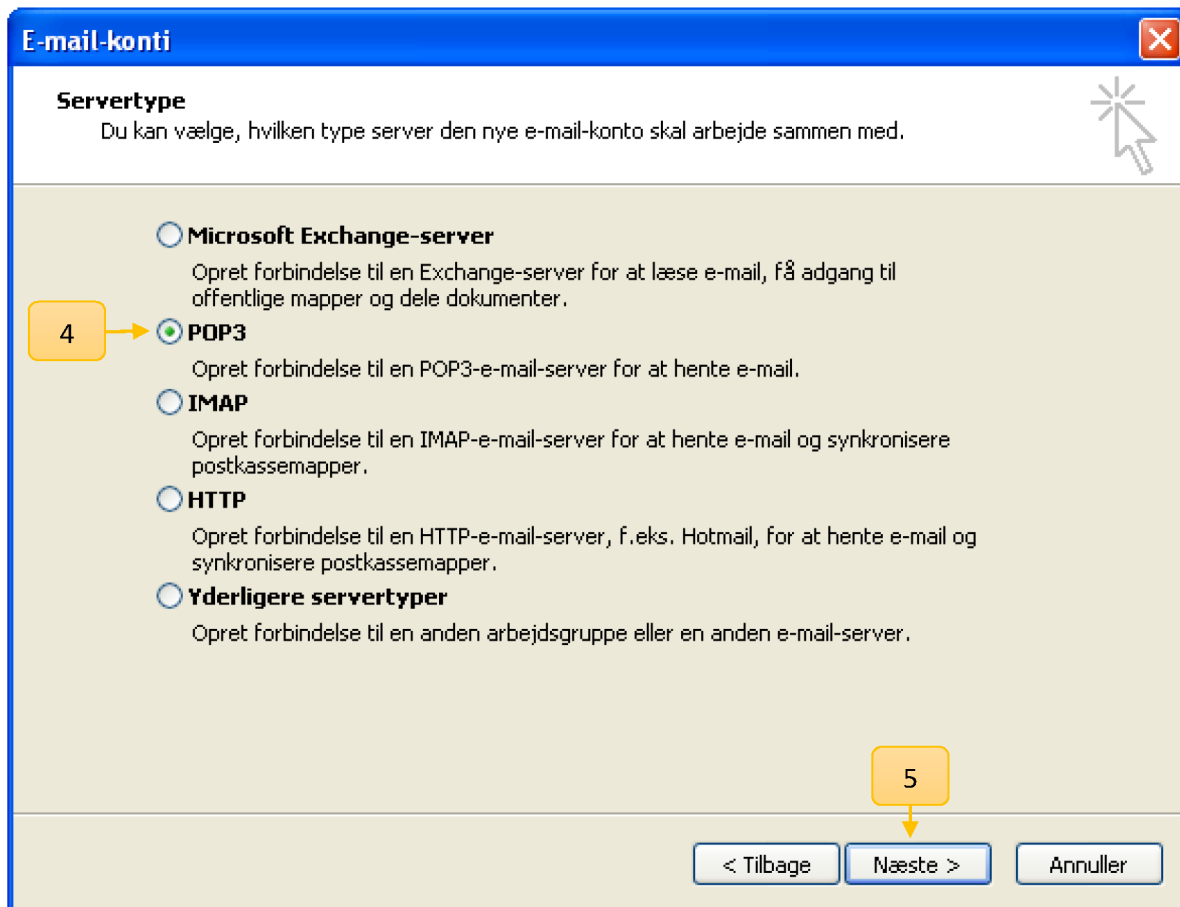 E-mail-konti
Servertype
Du kan vælge, hvilken type server den nye e-mail-konto skal arbejde sammen med.
Microsoft Exchange-server
Opret forbindelse til en Exchange-server for at læse e-mail, få adgang til
offentlige mapper og dele dokumenter.
4
POP3
Opret forbindelse til en POP3-e-mail-server for at hente e-mail.
IMAP
Opret forbindelse til en IMAP-e-mail-server for at hente e-mail og synkronisere
postkassemapper.
HTTP
Opret forbindelse til en HTTP-e-mail-server, f.eks. Hotmail, for at hente e-mail og
synkronisere postkassemapper.
Yderligere servertyper
Opret forbindelse til en anden arbejdsgruppe eller en anden e-mail-server.
5
< Tilbage
Næste >
Annuller